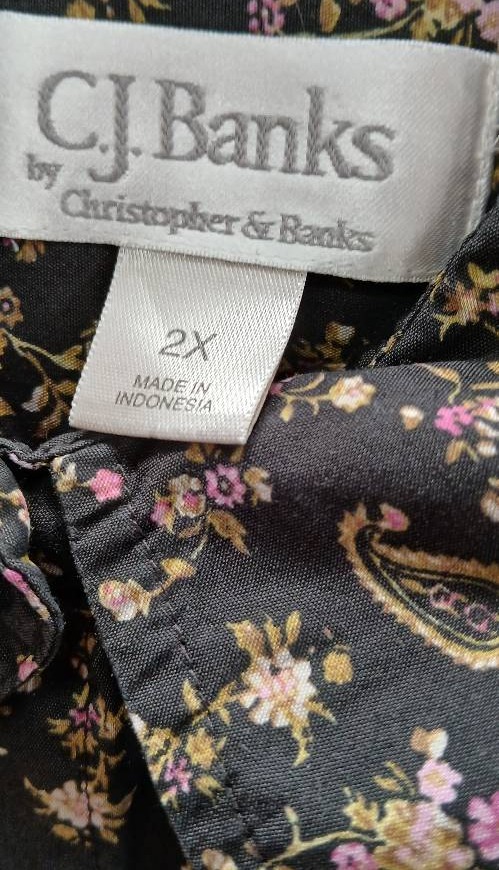 C.J. Banks
by
Christopher & Banks
2X
MADE IN
INDONESIA